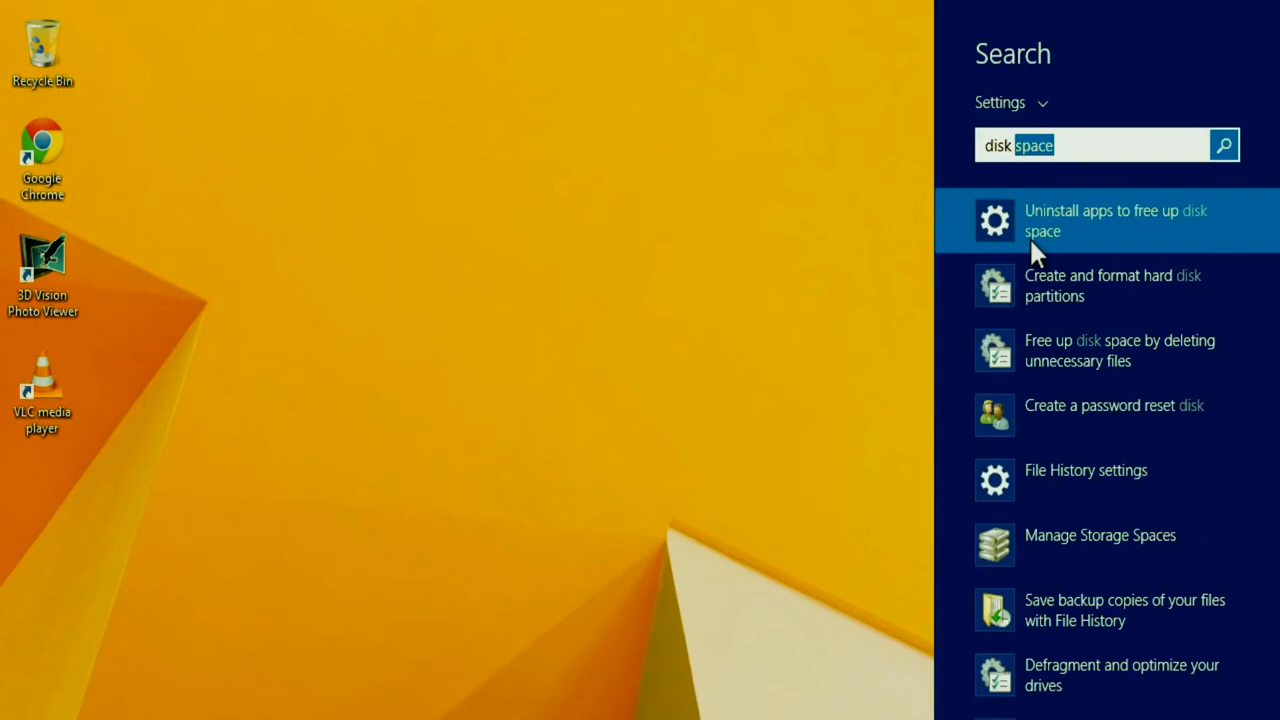 Recycle Bin
Google
Chrome
3D Vision
Photo Viewer
VLC media
player
Search
Settings
disk space
Uninstall apps to free up disk
space
Create and format hard disk
partitions
Free up disk space by deleting
unnecessary files
Create a password reset disk
File History settings
Manage Storage Spaces
Save backup copies of your files
with File History
Defragment and optimize your
drives